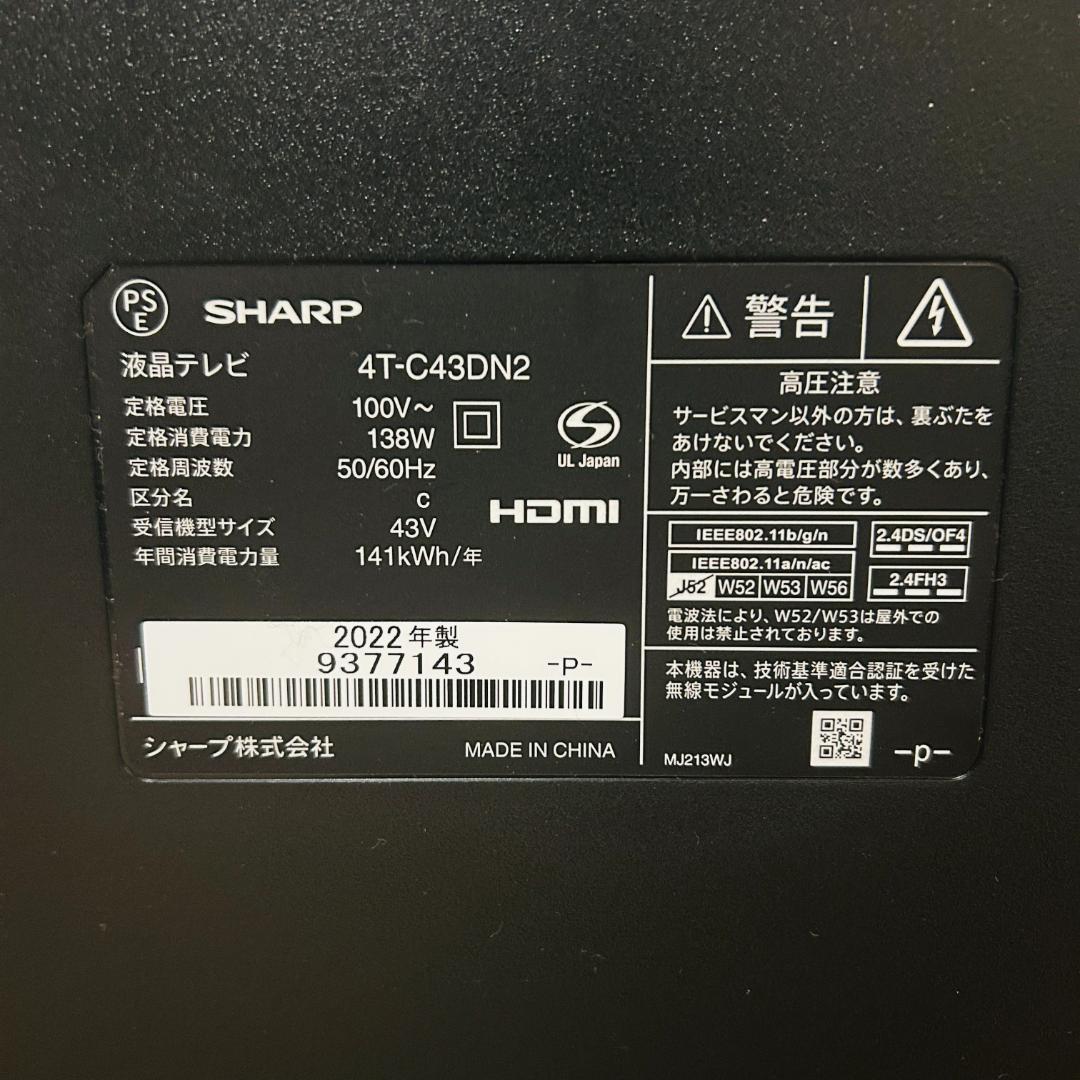 PS
E
SHARP
液晶テレビ 4T-C43DN2
定格電圧 100V～
定格消費電力 138W
定格周波数 50/60Hz
区分名 C
受信機型サイズ 43V
年間消費電力量 141kWh/年
UL Japan
HDMI
2022年製
9377143 -P-
シャープ株式会社 MADE IN CHINA
警告
高圧注意
サービスマン以外の方は、裏ぶたを
あけないでください。
内部には高電圧部分が数多くあり、
万一さわると危険です。
IEEE802.11b/g/n 2.4DS/OF4
IEEE802.11a/n/ac
J52 W52 W53 W56 2.4FH3
電波法により、W52/W53は屋外での
使用は禁止されております。
本機器は、技術基準適合認証を受けた
無線モジュールが入っています。
MJ213WJ -p-